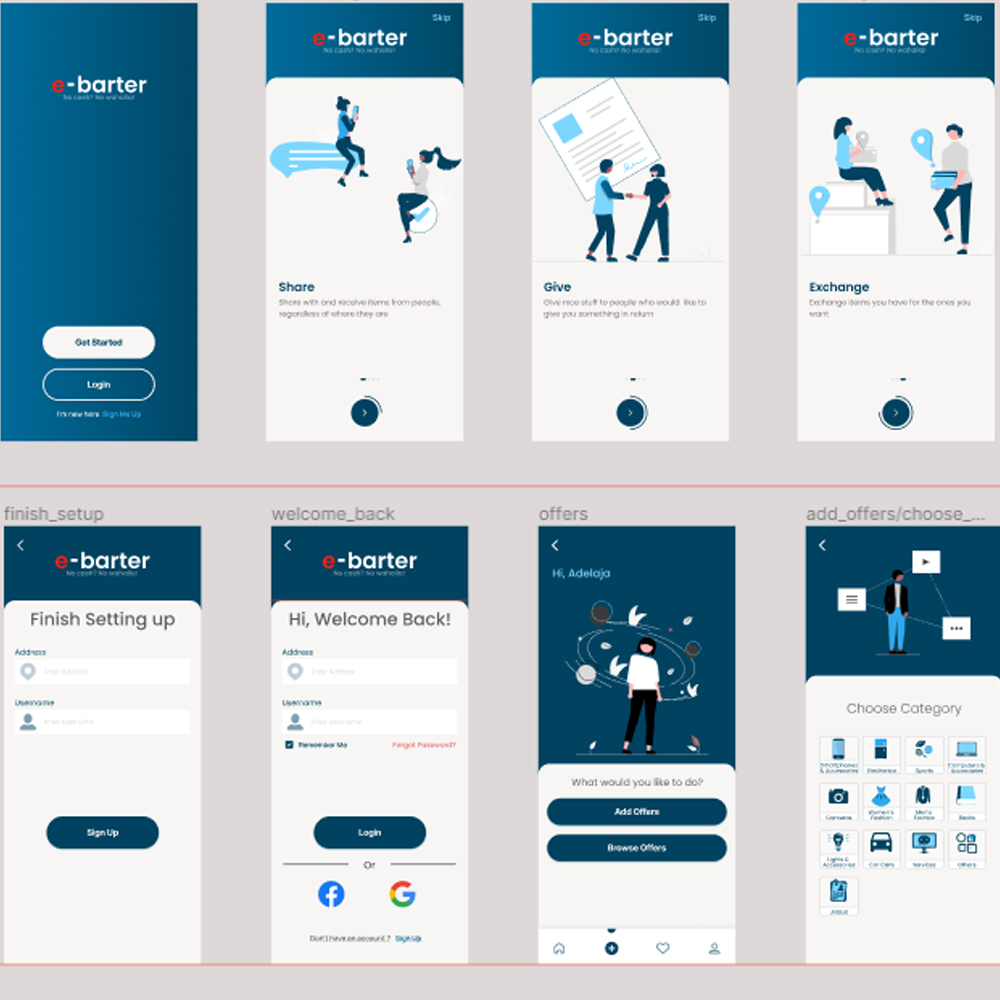 e-barter
No cash? No wahala!
Get Started
Login
I'm new here Sign Me Up
Skip
e-barter
No cash? No wahala!
Share
Share with and receive items from people,
regardless of where they are
Skip
e-barter
No cash? No wahala!
Give
Give nice stuff to people who would like to
give you something in return
Skip
e-barter
No cash? No wahala!
Exchange
Exchange items you have for the ones you
want
finish_setup
e-barter
No cash? No wahala!
Finish Setting up
Address
Enter Address
Username
Enter Username
Sign Up
welcome_back
e-barter
No cash? No wahala!
Hi, Welcome Back!
Address
Enter Address
Username
Enter Username
Remember Me
Forgot Password?
Login
Or
Don't have an account? Sign Up
offers
Hi, Adelaja
What would you like to do?
Add Offers
Browse Offers
add_offers/choose_...
Choose Category
Smartphones
& Accessories
Sports
Computers &
Accessories
Cameras
Women's
Fashion
Men's
Fashion
Books
Lights &
Accessories
Car Care
Services
Others